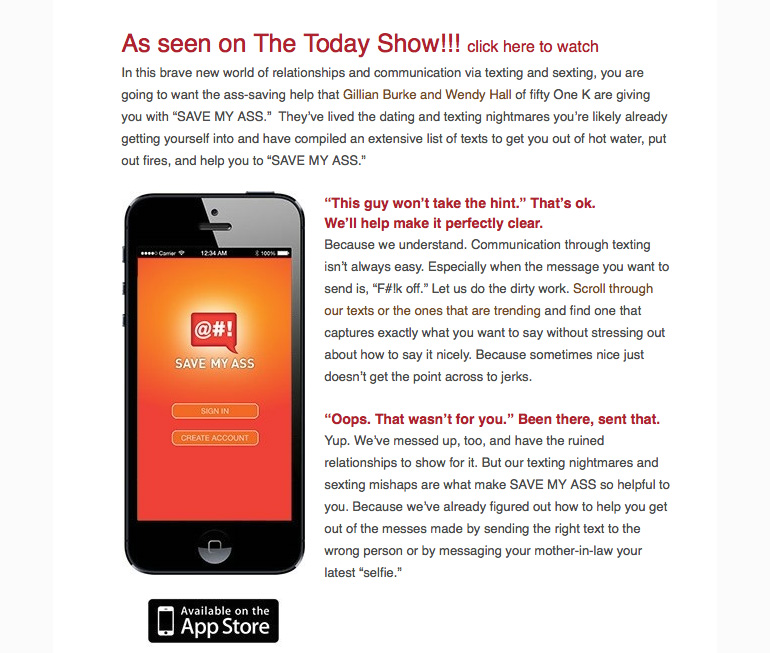 As seen on The Today Show!!! click here to watch
In this brave new world of relationships and communication via texting and sexting, you are
going to want the ass-saving help that Gillian Burke and Wendy Hall of fifty One K are giving
you with “SAVE MY ASS.”  They’ve lived the dating and texting nightmares you’re likely already
getting yourself into and have compiled an extensive list of texts to get you out of hot water, put
out fires, and help you to “SAVE MY ASS.”
Carrier
12:34 AM
100%
@#!
SAVE MY ASS
SIGN IN
CREATE ACCOUNT
Available on the
App Store
“This guy won’t take the hint.” That’s ok.
We’ll help make it perfectly clear.
Because we understand. Communication through texting
isn’t always easy. Especially when the message you want to
send is, “F#!k off.” Let us do the dirty work. Scroll through
our texts or the ones that are trending and find one that
captures exactly what you want to say without stressing out
about how to say it nicely. Because sometimes nice just
doesn’t get the point across to jerks.
“Oops. That wasn’t for you.” Been there, sent that.
Yup. We’ve messed up, too, and have the ruined
relationships to show for it. But our texting nightmares and
sexting mishaps are what make SAVE MY ASS so helpful to
you. Because we’ve already figured out how to help you get
out of the messes made by sending the right text to the
wrong person or by messaging your mother-in-law your
latest “selfie.”